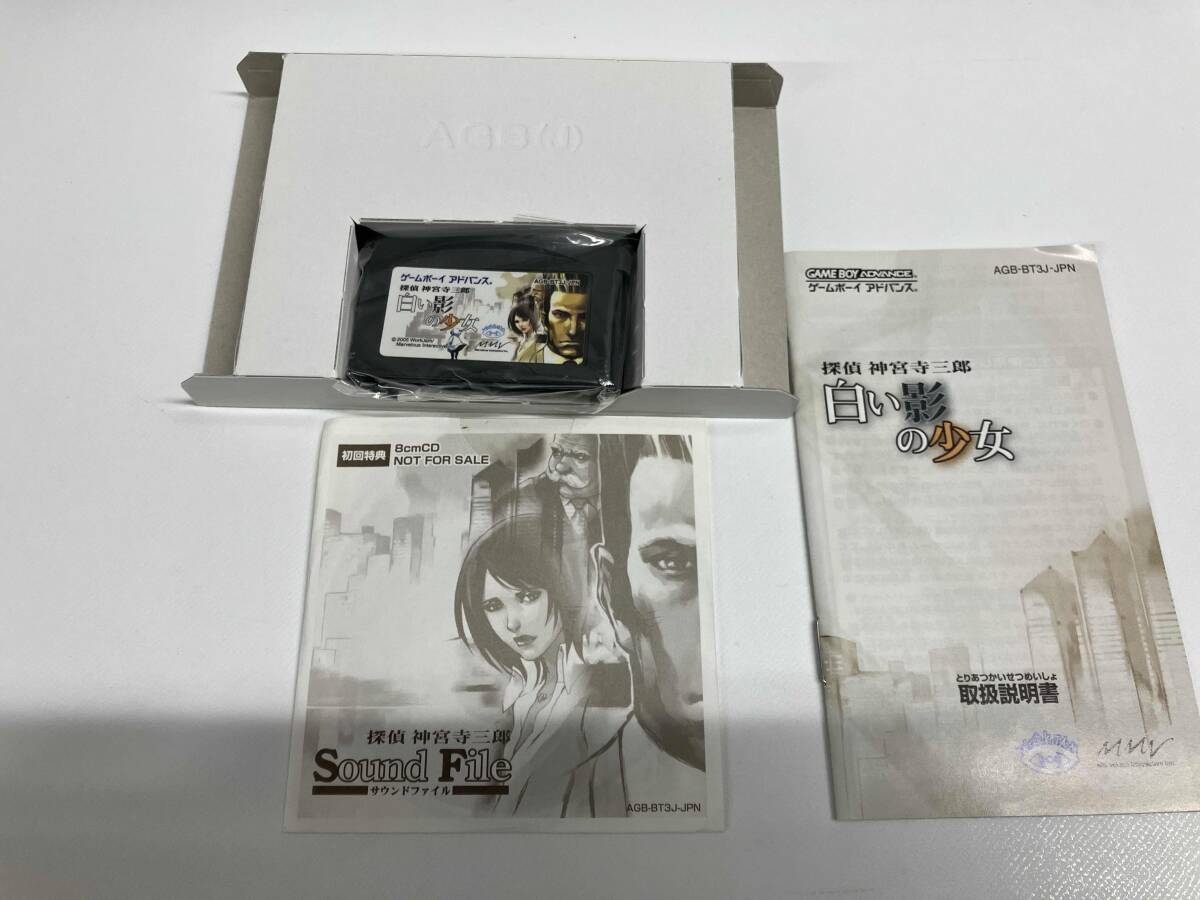 ゲームボーイ アドバンス
AGB-BT3J-JPN
探偵 神宮寺三郎
白い影
の少女
© 2005 WorkJam/
Marvelous Interactive
初回特典
8cmCD
NOT FOR SALE
探偵 神宮寺三郎
Sound File
サウンドファイル
AGB-BT3J-JPN
GAME BOY ADVANCE
ゲームボーイ アドバンス
AGB-BT3J-JPN
探偵 神宮寺三郎
白い影
の少女
とりあつかいせつめいしょ
取扱説明書